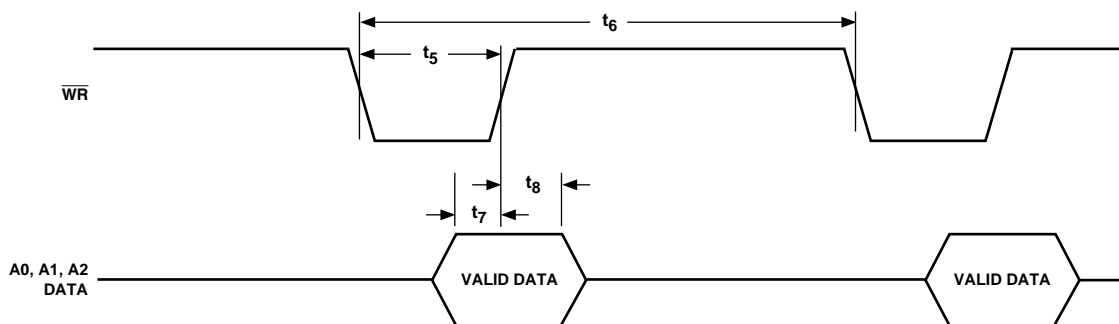 t6
t5
WR
t8
t7
A0, A1, A2
DATA
VALID DATA
VALID DATA